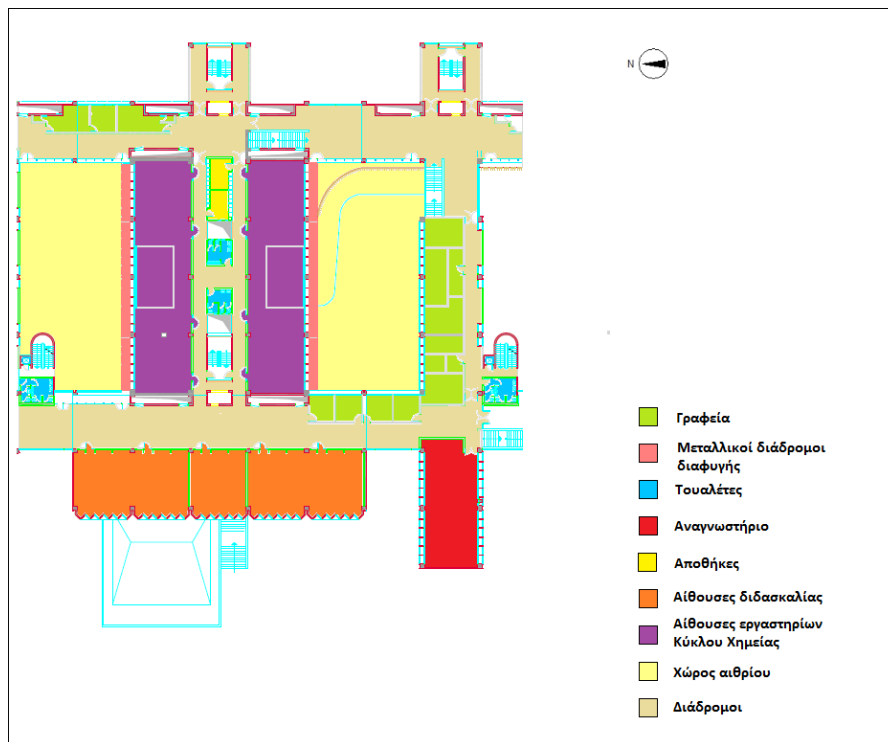 N
Γραφεία
Μεταλλικοί διάδρομοι
διαφυγής
Τουαλέτες
Αναγνωστήριο
Αποθήκες
Αίθουσες διδασκαλίας
Αίθουσες εργαστηρίων
Κύκλου Χημείας
Χώρος αιθρίου
Διάδρομοι